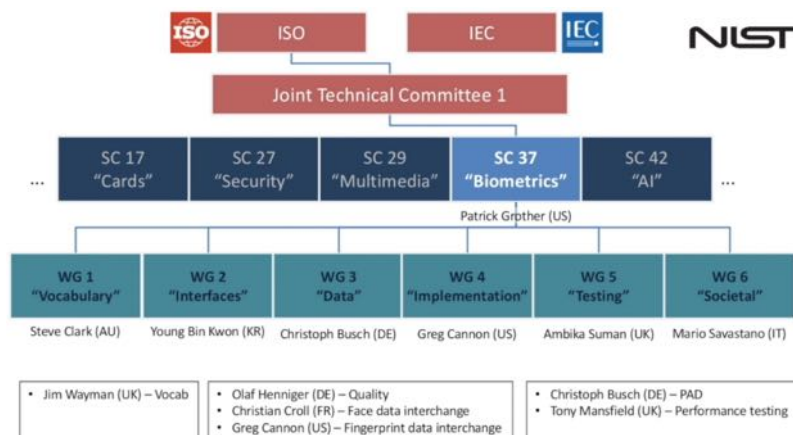 ISO
ISO
IEC
IEC
NIST
Joint Technical Committee 1
...
SC 17
“Cards”
SC 27
“Security”
SC 29
“Multimedia”
SC 37
“Biometrics”
SC 42
“AI”
...
Patrick Grother (US)
WG 1
“Vocabulary”
WG 2
“Interfaces”
WG 3
“Data”
WG 4
“Implementation”
WG 5
“Testing”
WG 6
“Societal”
Steve Clark (AU)
Young Bin Kwon (KR)
Christoph Busch (DE)
Greg Cannon (US)
Ambika Suman (UK)
Mario Savastano (IT)
• Jim Wayman (UK) – Vocab
• Olaf Henniger (DE) – Quality
• Christian Croll (FR) – Face data interchange
• Greg Cannon (US) – Fingerprint data interchange
• Christoph Busch (DE) – PAD
• Tony Mansfield (UK) – Performance testing